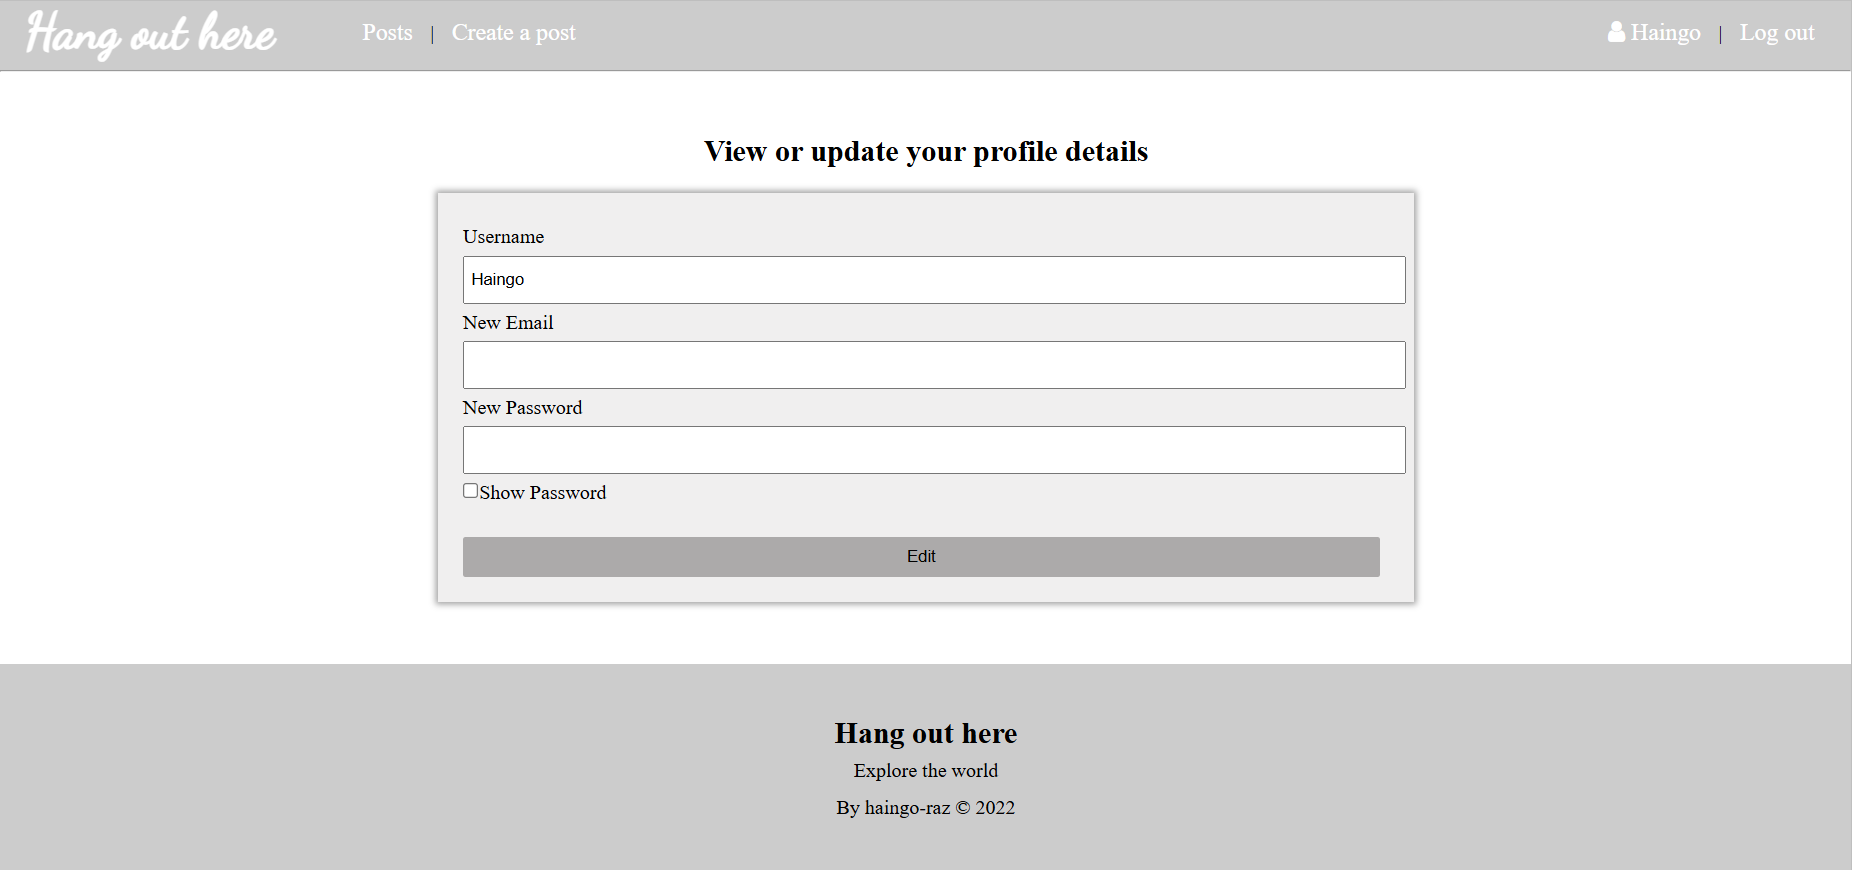 Hang out here Posts | Create a post Haingo | Log out
View or update your profile details
Username
Haingo
New Email
New Password
Show Password
Edit
Hang out here
Explore the world
By haingo-raz © 2022